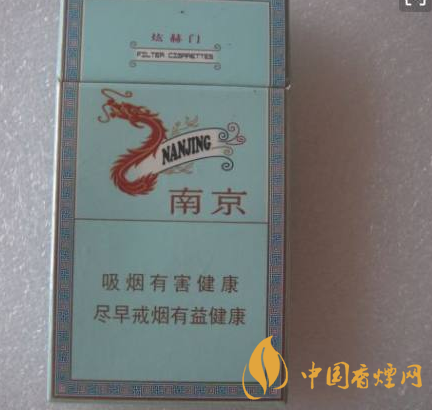 炫赫门
FILTER CIGARETTES
NANJING
南京
吸烟有害健康
尽早戒烟有益健康
中国香烟网